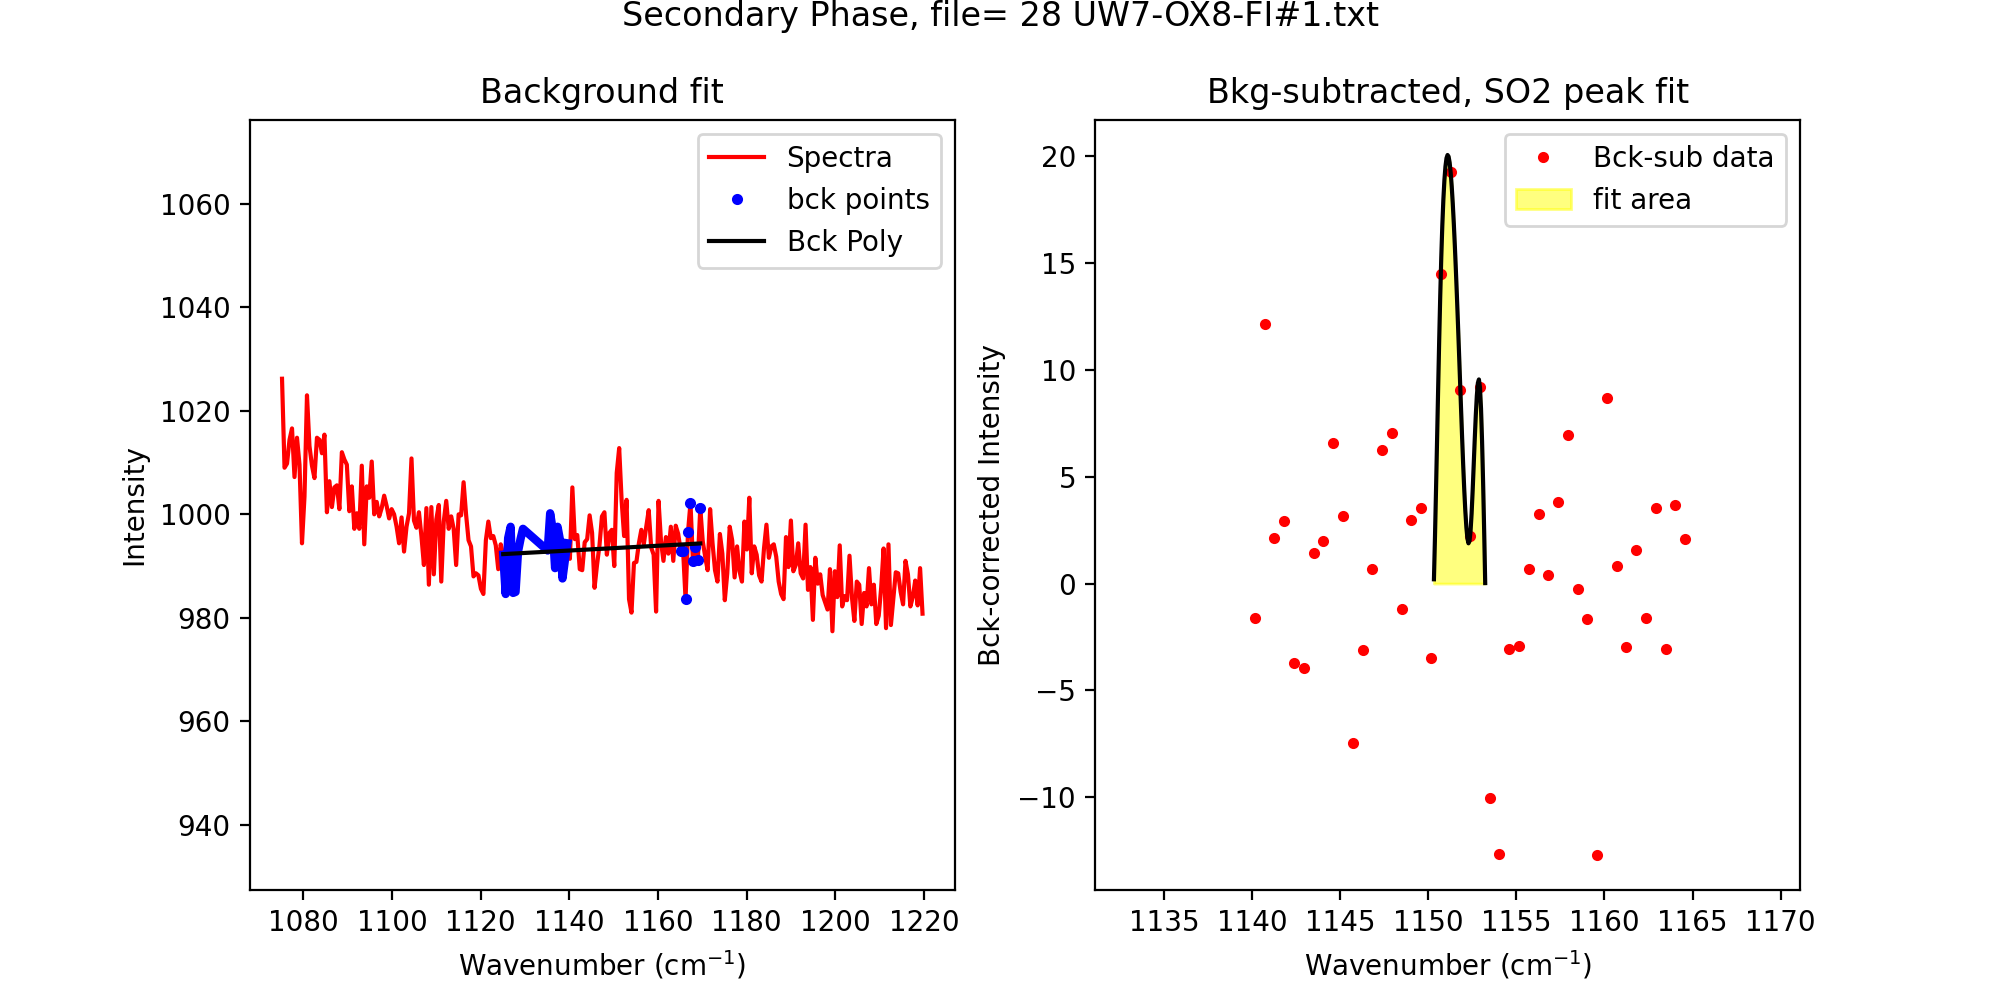 Secondary Phase, file= 28 UW7-OX8-FI#1.txt
Background fit
Spectra
bck points
Bck Poly
1060
1040
1020
1000
980
960
940
Intensity
1080 1100 1120 1140 1160 1180 1200 1220
Wavenumber (cm⁻¹)
Bkg-subtracted, SO2 peak fit
Bck-sub data
fit area
20
15
10
5
0
−5
−10
Bck-corrected Intensity
1135 1140 1145 1150 1155 1160 1165 1170
Wavenumber (cm⁻¹)